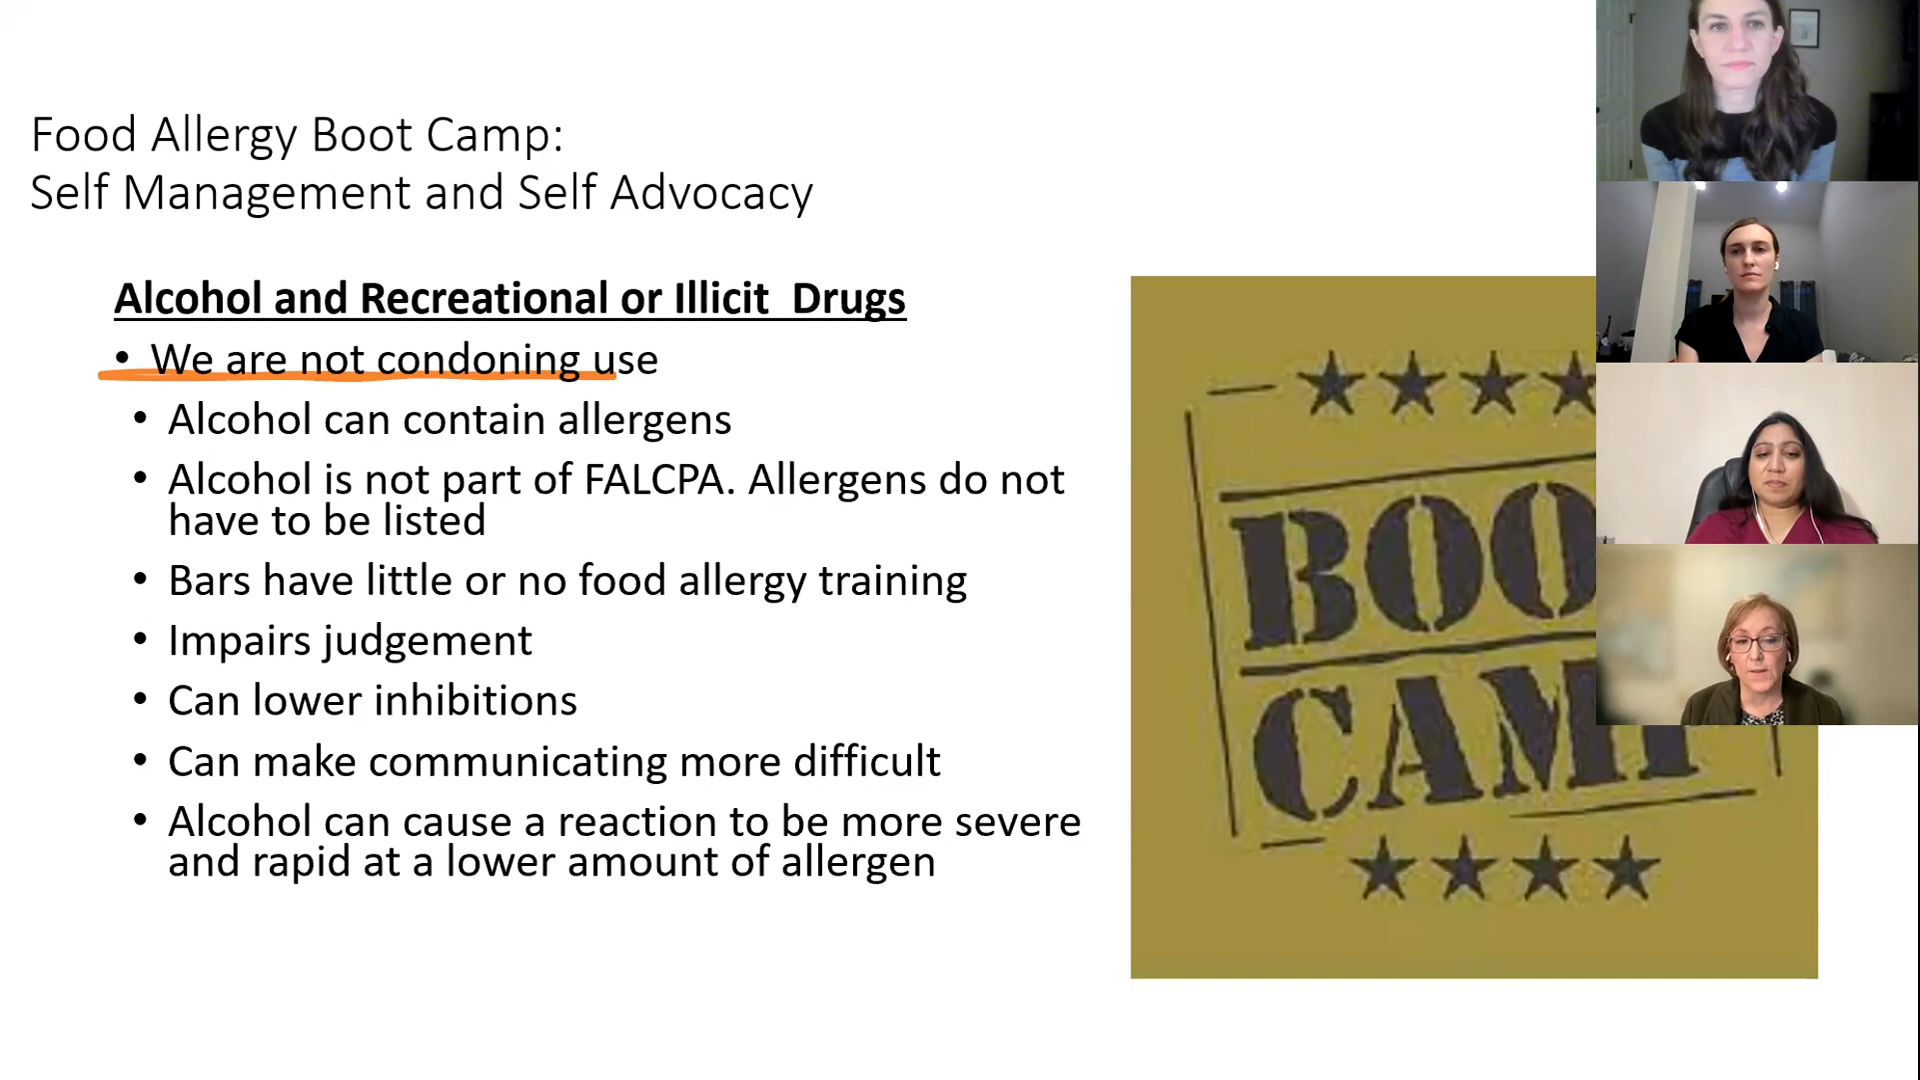 Food Allergy Boot Camp:
Self Management and Self Advocacy
Alcohol and Recreational or Illicit  Drugs
• We are not condoning use
• Alcohol can contain allergens
• Alcohol is not part of FALCPA. Allergens do not
have to be listed
• Bars have little or no food allergy training
• Impairs judgement
• Can lower inhibitions
• Can make communicating more difficult
• Alcohol can cause a reaction to be more severe
and rapid at a lower amount of allergen
BOO
CAMP